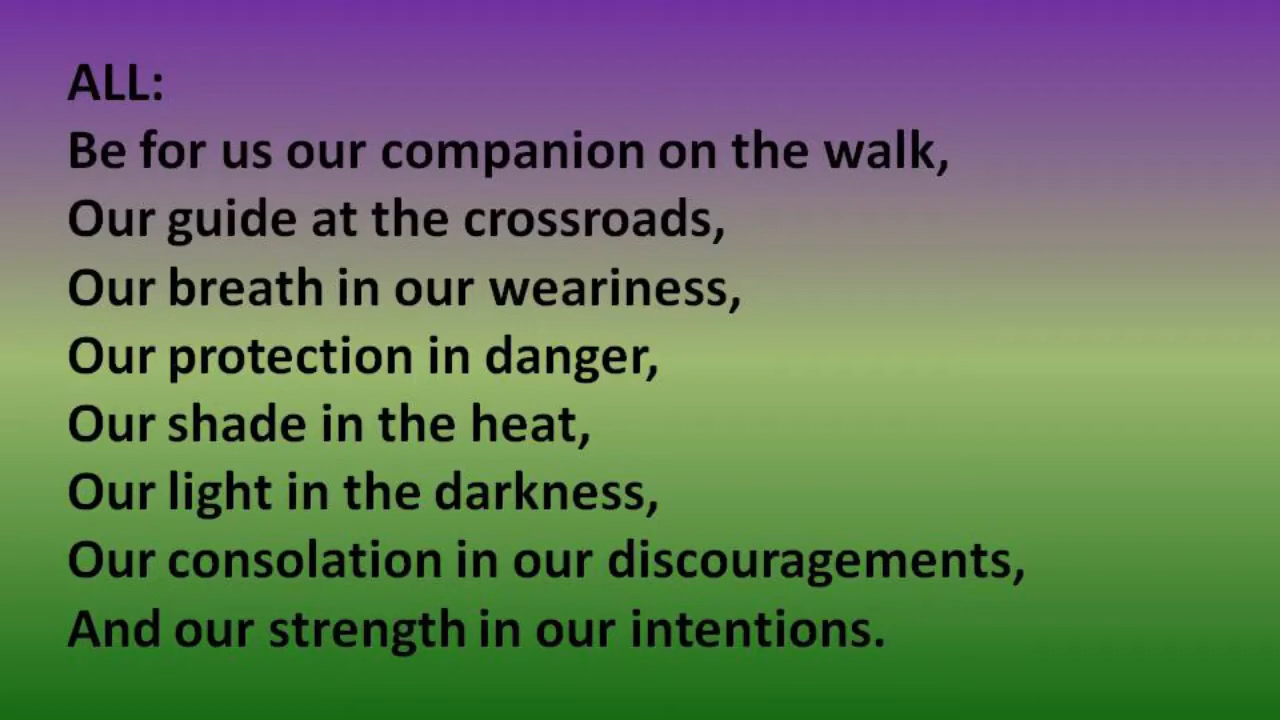 ALL:
Be for us our companion on the walk,
Our guide at the crossroads,
Our breath in our weariness,
Our protection in danger,
Our shade in the heat,
Our light in the darkness,
Our consolation in our discouragements,
And our strength in our intentions.